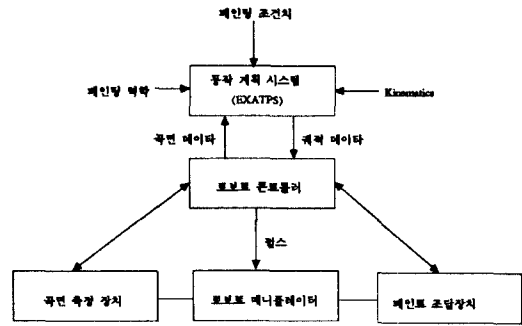 페인팅 조건치
동작 계획 시스템
(EXATPS)
페인팅 역학
Kinematics
곡면 데이타
궤적 데이타
로보트 콘트롤러
펄스
곡면 측정 장치
로보트 매니퓰레이터
페인트 조달장치